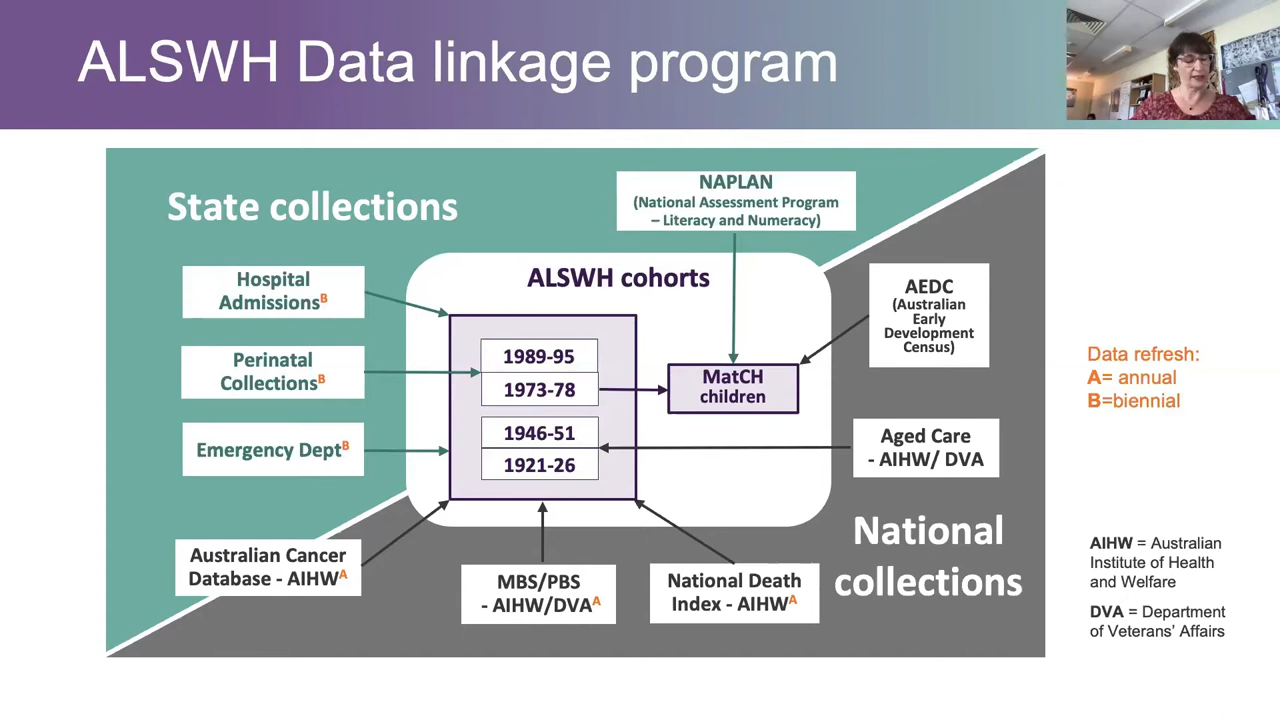 ALSWH Data linkage program
State collections
NAPLAN
(National Assessment Program
– Literacy and Numeracy)
Hospital
Admissions^B
Perinatal
Collections^B
Emergency Dept^B
ALSWH cohorts
1989-95
1973-78
1946-51
1921-26
MatCH
children
AEDC
(Australian
Early
Development
Census)
Aged Care
- AIHW/ DVA
National
collections
Australian Cancer
Database - AIHW^A
MBS/PBS
- AIHW/DVA^A
National Death
Index - AIHW^A
Data refresh:
A= annual
B=biennial
AIHW = Australian
Institute of Health
and Welfare
DVA = Department
of Veterans' Affairs